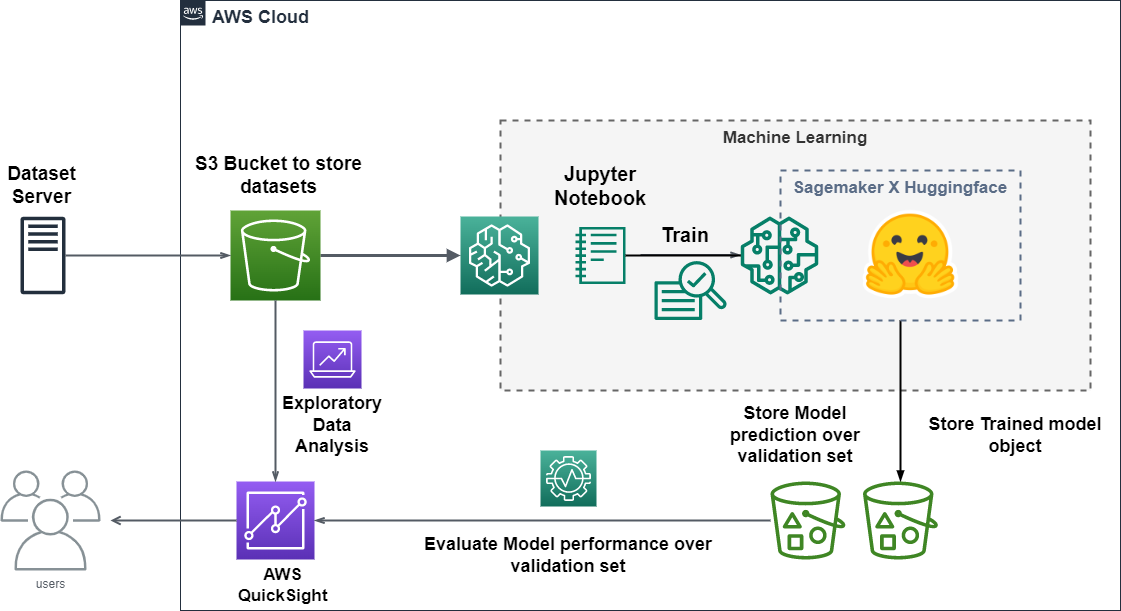 aws
AWS Cloud
Machine Learning
S3 Bucket to store
datasets
Dataset
Server
Jupyter
Notebook
Sagemaker X Huggingface
Train
Exploratory
Data
Analysis
Store Model
prediction over
validation set
Store Trained model
object
Evaluate Model performance over
validation set
users
AWS
QuickSight